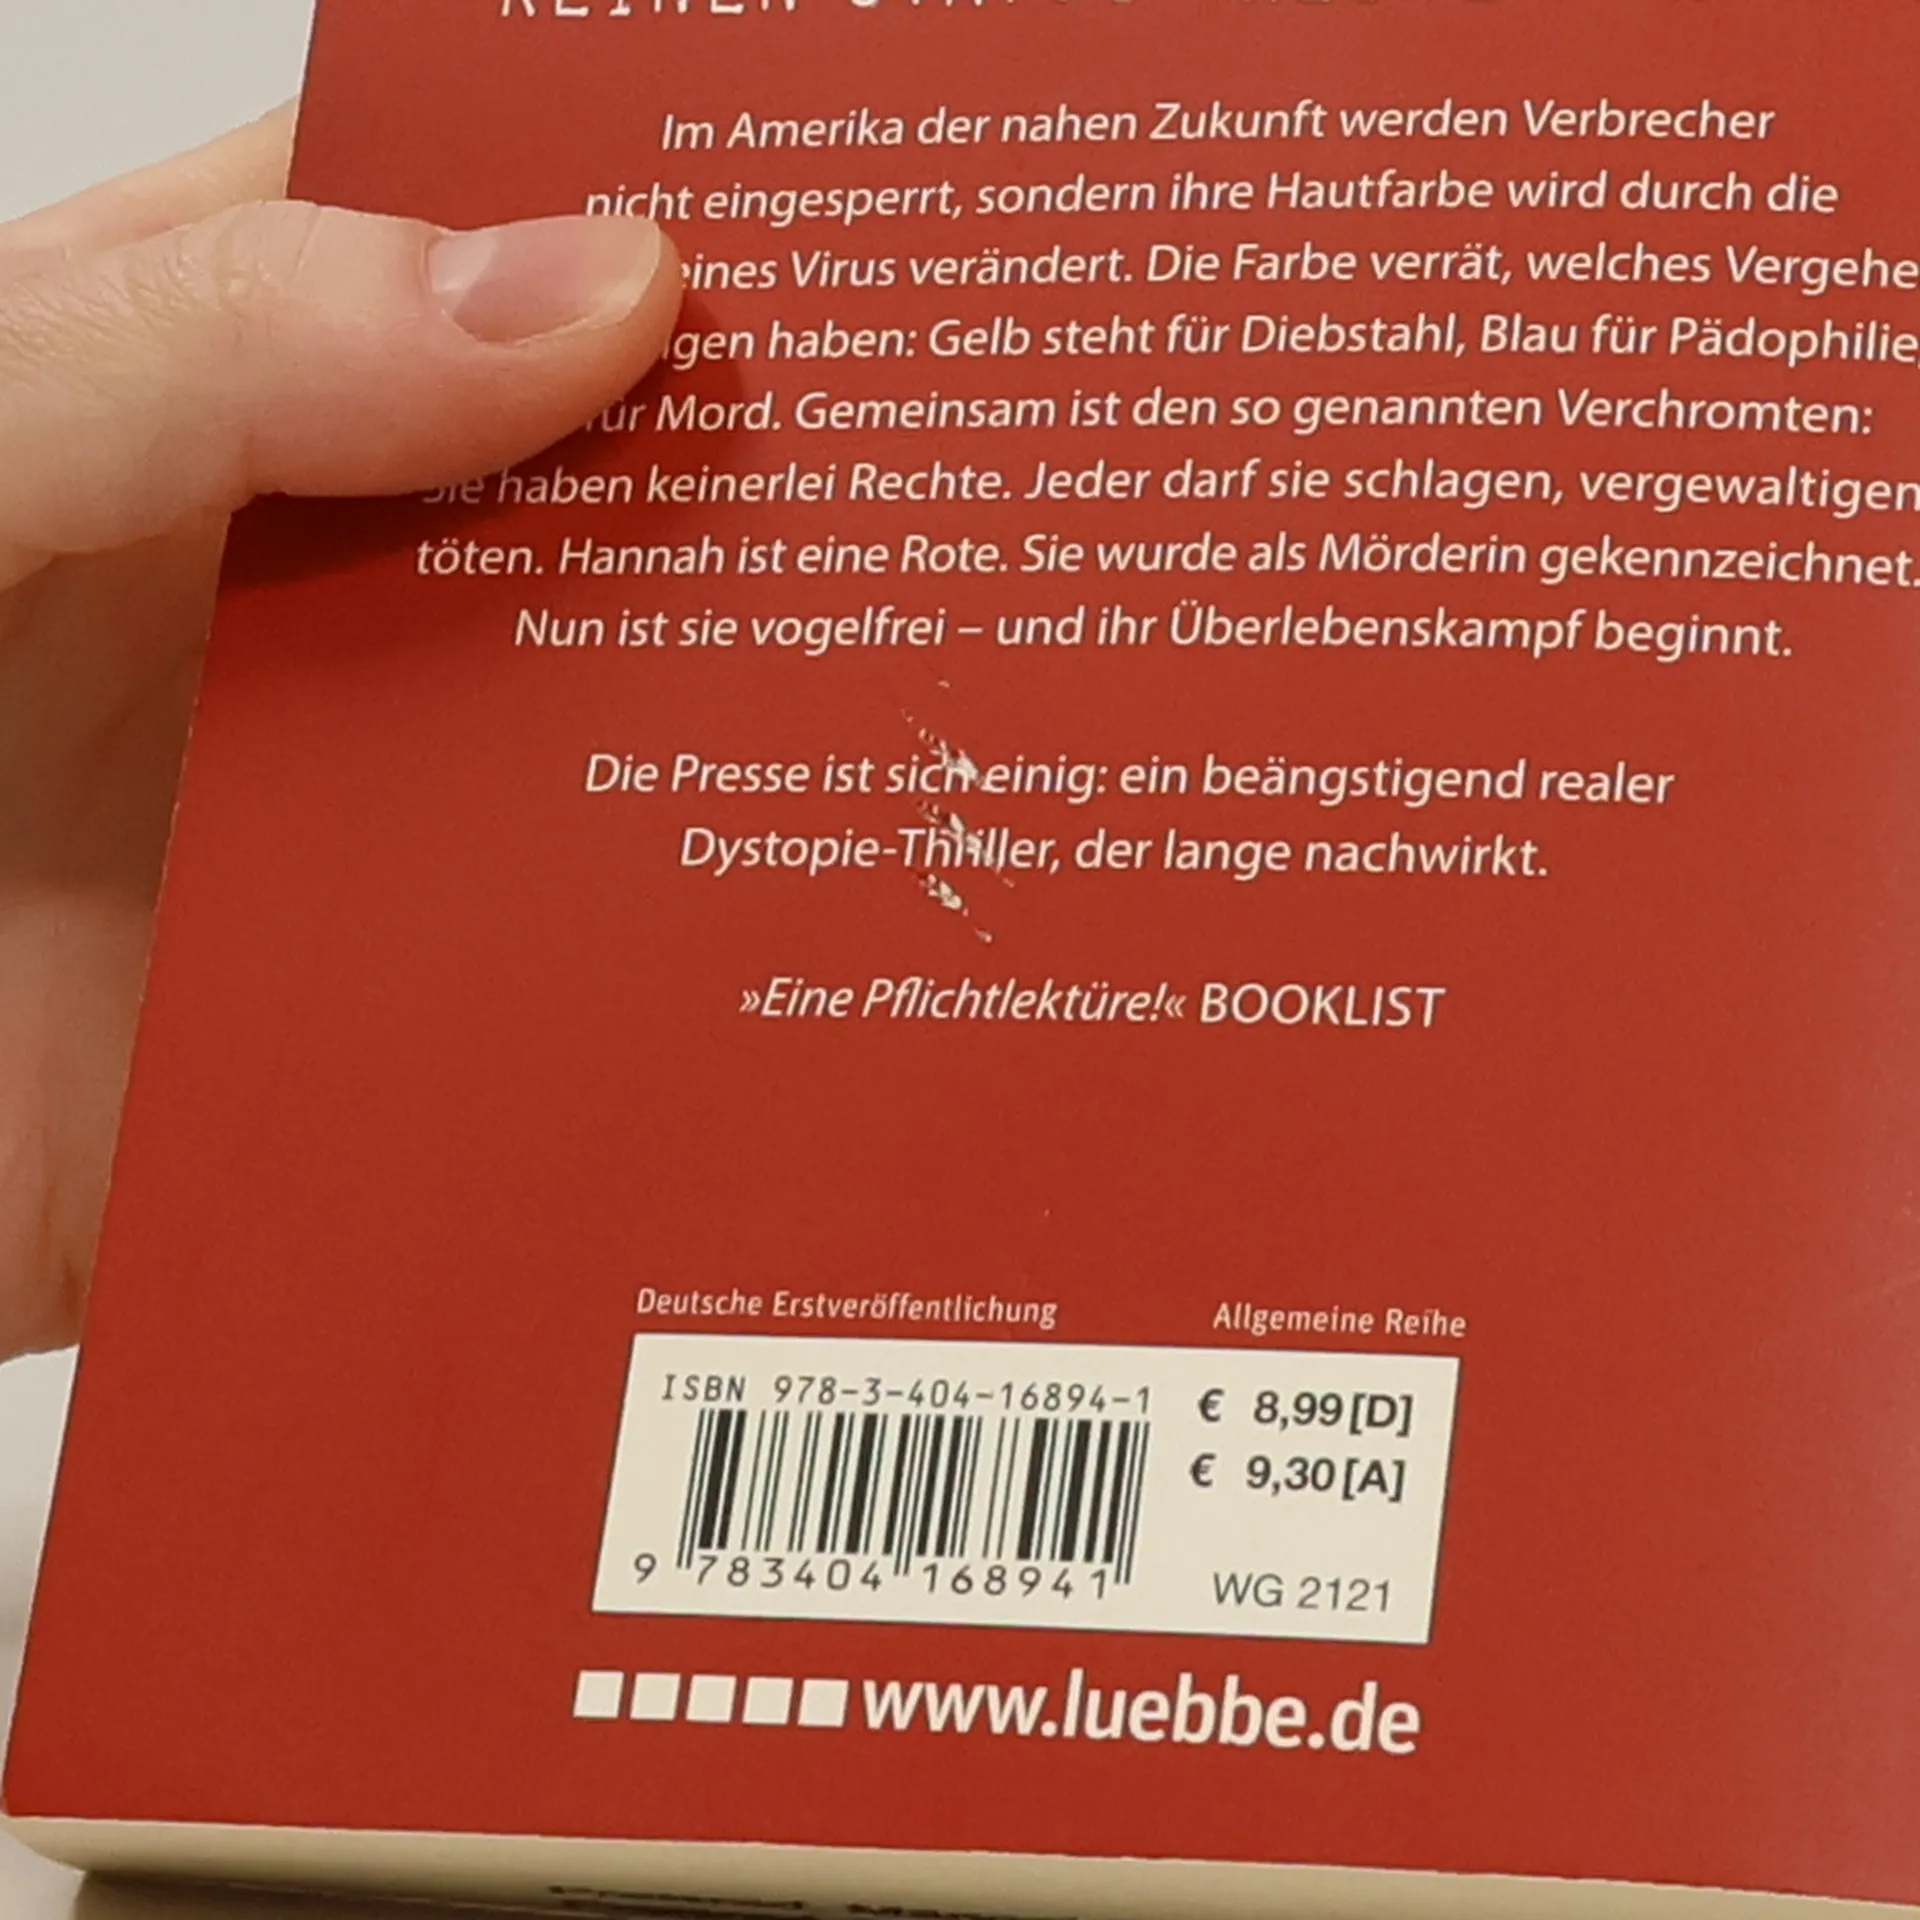 Im Amerika der nahen Zukunft werden Verbrecher
nicht eingesperrt, sondern ihre Hautfarbe wird durch die
eines Virus verändert. Die Farbe verrät, welches
haben: Gelb steht für Diebstahl, Blau für Pädophilie,
für Mord. Gemeinsam ist den so genannten Verchromten:
Sie haben keinerlei Rechte. Jeder darf sie schlagen, vergewaltigen
töten. Hannah ist eine Rote. Sie wurde als Mörderin gekennzeichnet.
Nun ist sie vogelfrei – und ihr Überlebenskampf beginnt.
Die Presse ist sich einig: ein beängstigend realer
Dystopie-Thriller, der lange nachwirkt.
»Eine Pflichtlektüre!« BOOKLIST
Deutsche Erstveröffentlichung Allgemeine Reihe
ISBN 978-3-404-16894-1 € 8,99 [D]
€ 9,30 [A]
9 783404 168941 WG 2121
www.luebbe.de